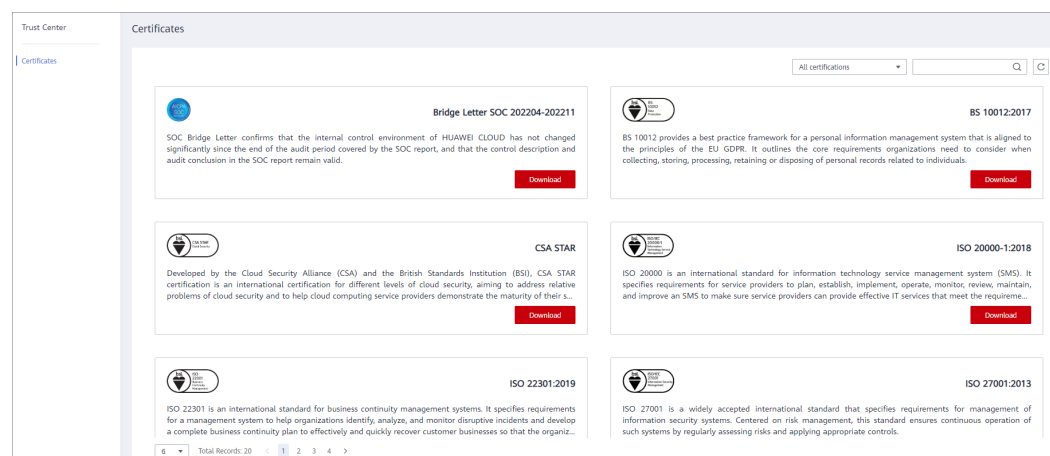 Trust Center
Certificates
Certificates
All certifications
Bridge Letter SOC 202204-202211
SOC Bridge Letter confirms that the internal control environment of HUAWEI CLOUD has not changed
significantly since the end of the audit period covered by the SOC report, and that the control description and
audit conclusion in the SOC report remain valid.
Download
BS 10012:2017
BS 10012 provides a best practice framework for a personal information management system that is aligned to
the principles of the EU GDPR. It outlines the core requirements organizations need to consider when
collecting, storing, processing, retaining or disposing of personal records related to individuals.
Download
bsi.
CSA STAR
CSA STAR
Developed by the Cloud Security Alliance (CSA) and the British Standards Institution (BSI), CSA STAR
certification is an international certification for different levels of cloud security, aiming to address relative
problems of cloud security and to help cloud computing service providers demonstrate the maturity of their s...
Download
ISO 20000-1:2018
ISO 20000 is an international standard for information technology service management system (SMS). It
specifies requirements for service providers to plan, establish, implement, operate, monitor, review, maintain,
and improve an SMS to make sure service providers can provide effective IT services that meet the requireme...
Download
ISO 22301:2019
ISO 22301 is an international standard for business continuity management systems. It specifies requirements
for a management system to help organizations identify, analyze, and monitor disruptive incidents and develop
a complete business continuity plan to effectively and quickly recover customer businesses so that the organiz...
ISO 27001:2013
ISO 27001 is a widely accepted international standard that specifies requirements for management of
information security systems. Centered on risk management, this standard ensures continuous operation of
such systems by regularly assessing risks and applying appropriate controls.
6 Total Records: 20 < 1 2 3 4 >